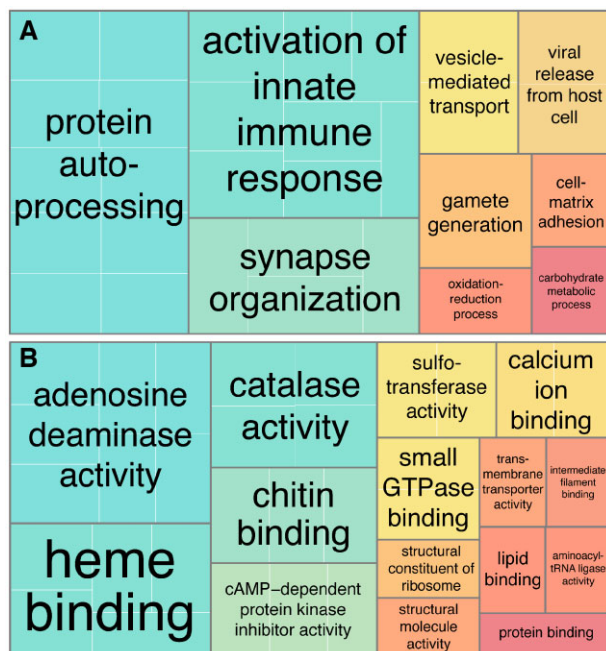 A
protein
auto-
processing
activation of
innate
immune
response
synapse
organization
vesicle-
mediated
transport
viral
release
from host
cell
gamete
generation
cell-
matrix
adhesion
oxidation-
reduction
process
carbohydrate
metabolic
process
B
adenosine
deaminase
activity
heme
binding
catalase
activity
chitin
binding
cAMP−dependent
protein kinase
inhibitor activity
sulfo-
transferase
activity
calcium
ion
binding
small
GTPase
binding
trans-
membrane
transporter
activity
intermediate
filament
binding
structural
constituent of
ribosome
structural
molecule
activity
lipid
binding
aminoacyl-
tRNA ligase
activity
protein binding